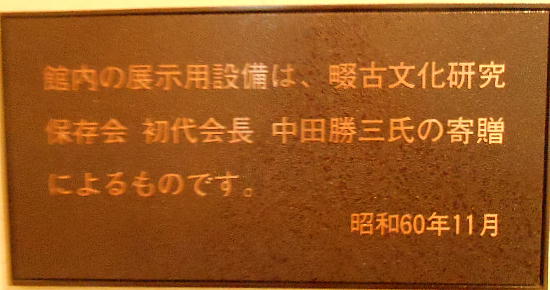 館内の展示用設備は、畷古文化研究
保存会 初代会長 中田勝三氏の寄贈
によるものです。
昭和60年11月